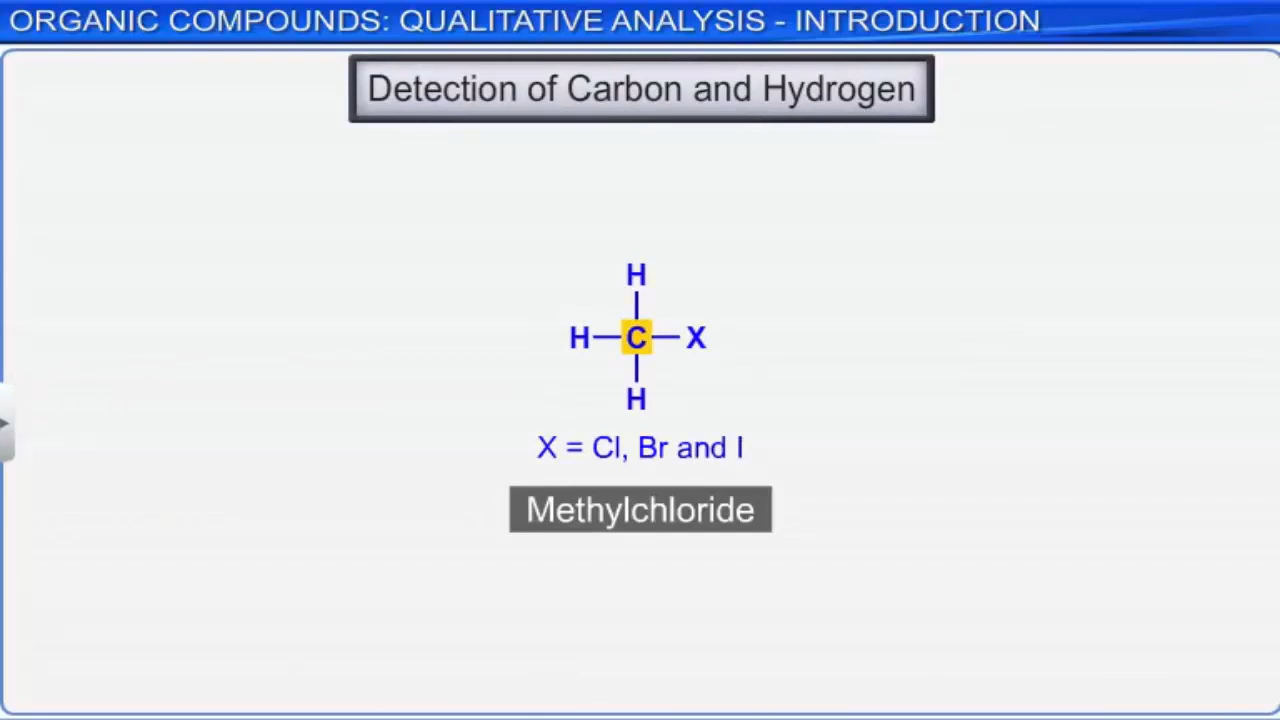 ORGANIC COMPOUNDS: QUALITATIVE ANALYSIS - INTRODUCTION
Detection of Carbon and Hydrogen
H
H C X
H
X = Cl, Br and I
Methylchloride